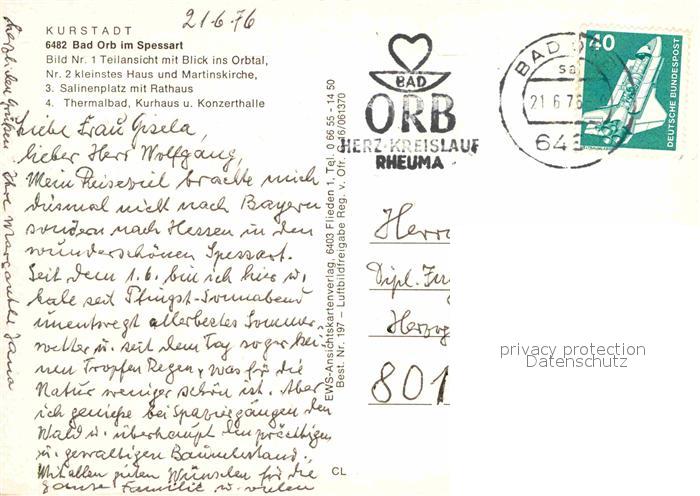 21.6.76
KURSTADT
6482 Bad Orb im Spessart
Bild Nr. 1 Teilansicht mit Blick ins Orbtal,
Nr. 2 kleinstes Haus und Martinskirche,
3. Salinenplatz mit Rathaus
4. Thermalbad, Kurhaus u. Konzerthalle
Liebe Frau Gisela,
lieber Herr Wolfgang,
Mein Reiseziel brachte mich
diesmal nicht nach Bayern
sondern nach Hessen in den
wunderschönen Spessart.
Seit dem 1.6. bin ich hier u.
habe seit Pfingst-Sonnabend
unentwegt allerbestes Sommer-
wetter u. seit dem Tag sogar kei-
nen Tropfen Regen, was für die
Natur weniger schön ist. Aber
ich genieße bei Spaziergängen den
Wald u. überhaupt den prächtigen
u. gewaltigen Baumbestand.
Mit allen guten Wünschen für die
ganze Familie u. vielen
herzlichen Grüßen Ihre Margarethe
EWS-Ansichtskartenverlag, 6403 Flieden 1, Tel. 0 66 55 - 14 50
Best. Nr. 197 – Luftbildfreigabe Reg. v. Ofr.
16/061370
CL
BAD
ORB
HERZ-KREISLAUF
RHEUMA
BAD
21.6.76
40
DEUTSCHE BUNDESPOST
Herrn
Dipl.
Herzog
801
privacy protection
Datenschutz